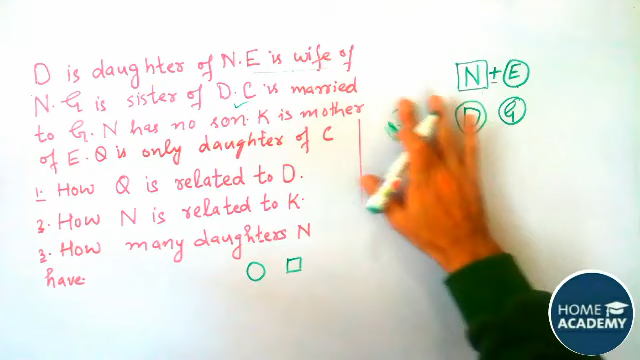 D is daughter of N. E is wife of
N. G is sister of D. C is married
to G. N has no son. K is mother
of E. Q is only daughter of C
1. How Q is related to D.
2. How N is related to K.
3. How many daughters N
have.
N ± E
D G
HOME
ACADEMY